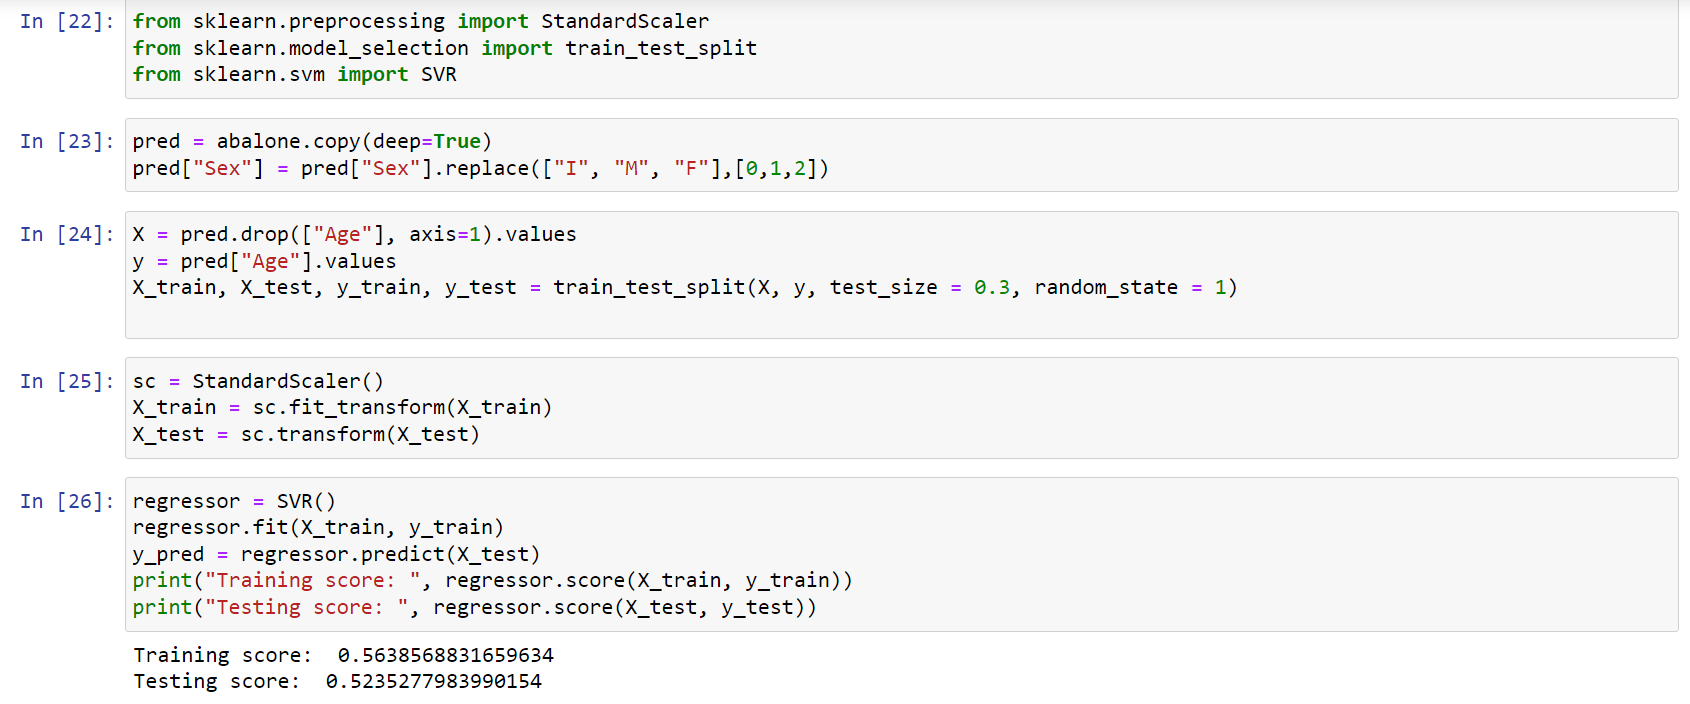 In [22]: from sklearn.preprocessing import StandardScaler
from sklearn.model_selection import train_test_split
from sklearn.svm import SVR
In [23]: pred = abalone.copy(deep=True)
pred["Sex"] = pred["Sex"].replace(["I", "M", "F"],[0,1,2])
In [24]: X = pred.drop(["Age"], axis=1).values
y = pred["Age"].values
X_train, X_test, y_train, y_test = train_test_split(X, y, test_size = 0.3, random_state = 1)
In [25]: sc = StandardScaler()
X_train = sc.fit_transform(X_train)
X_test = sc.transform(X_test)
In [26]: regressor = SVR()
regressor.fit(X_train, y_train)
y_pred = regressor.predict(X_test)
print("Training score: ", regressor.score(X_train, y_train))
print("Testing score: ", regressor.score(X_test, y_test))
Training score:  0.5638568831659634
Testing score:  0.5235277983990154